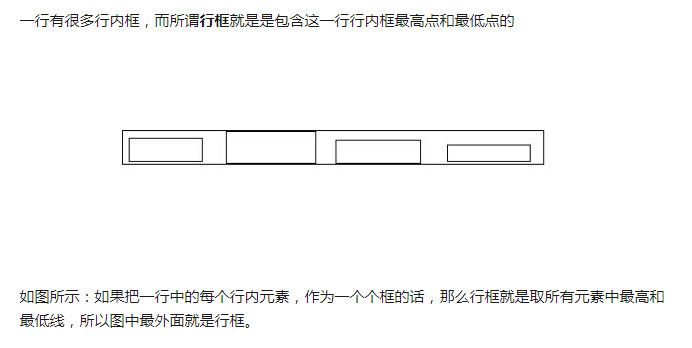 一行有很多行内框，而所谓行框就是是包含这一行行内框最高点和最低点的
如图所示：如果把一行中的每个行内元素，作为一个个框的话，那么行框就是取所有元素中最高和
最低线，所以图中最外面就是行框。